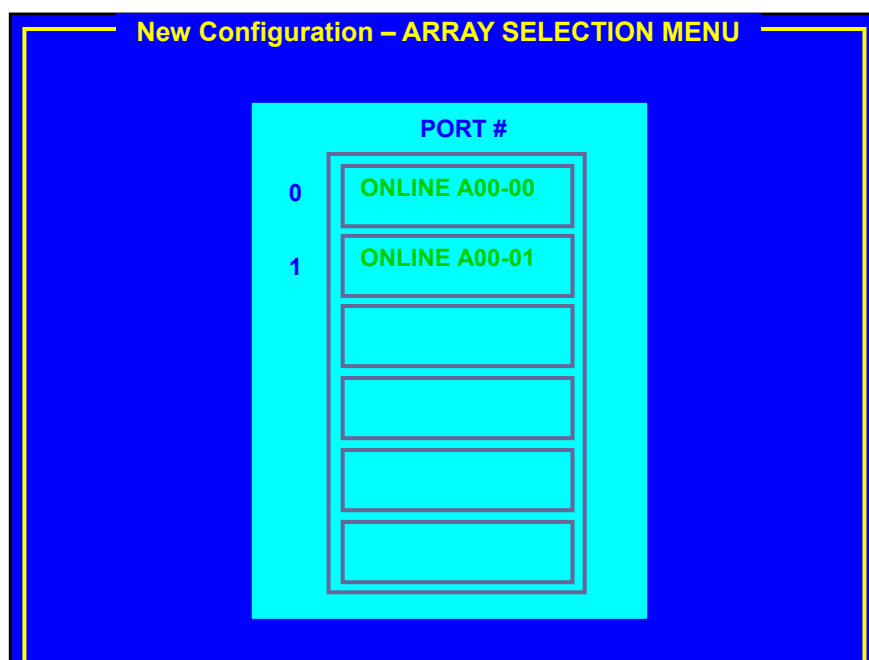 New Configuration – ARRAY SELECTION MENU
PORT #
0 ONLINE A00-00
1 ONLINE A00-01